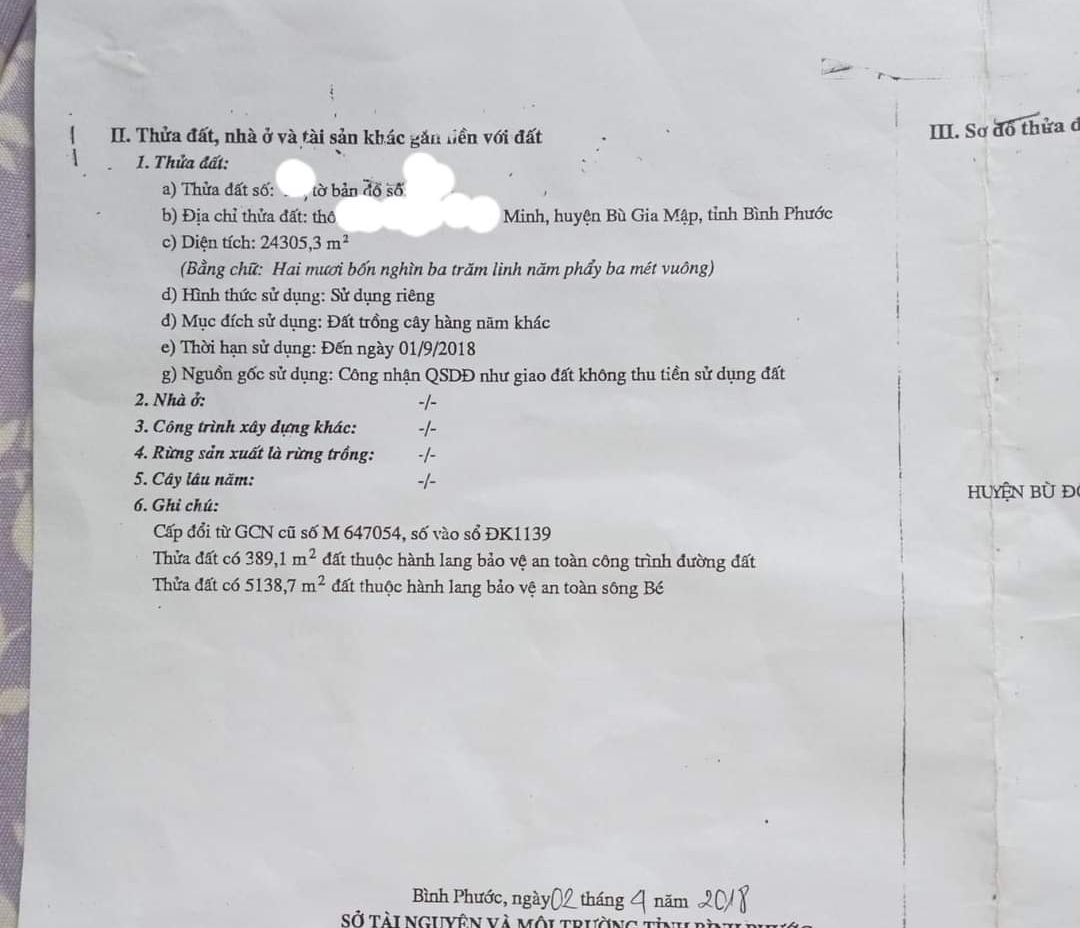 II. Thửa đất, nhà ở và tài sản khác gắn liền với đất
1. Thửa đất:
a) Thửa đất số: , tờ bản đồ số
b) Địa chỉ thửa đất: thô Minh, huyện Bù Gia Mập, tỉnh Bình Phước
c) Diện tích: 24305,3 m²
(Bằng chữ: Hai mươi bốn nghìn ba trăm linh năm phẩy ba mét vuông)
d) Hình thức sử dụng: Sử dụng riêng
đ) Mục đích sử dụng: Đất trồng cây hàng năm khác
e) Thời hạn sử dụng: Đến ngày 01/9/2018
g) Nguồn gốc sử dụng: Công nhận QSDĐ như giao đất không thu tiền sử dụng đất
2. Nhà ở: -/-
3. Công trình xây dựng khác: -/-
4. Rừng sản xuất là rừng trồng: -/-
5. Cây lâu năm: -/-
6. Ghi chú:
Cấp đổi từ GCN cũ số M 647054, số vào sổ ĐK1139
Thửa đất có 389,1 m² đất thuộc hành lang bảo vệ an toàn công trình đường đất
Thửa đất có 5138,7 m² đất thuộc hành lang bảo vệ an toàn sông Bé
Bình Phước, ngày 02 tháng 4 năm 2018
SỞ TÀI NGUYÊN VÀ MÔI TRƯỜNG TỈNH BÌNH PHƯỚC
III. Sơ đồ thửa đ
HUYỆN BÙ ĐỐ